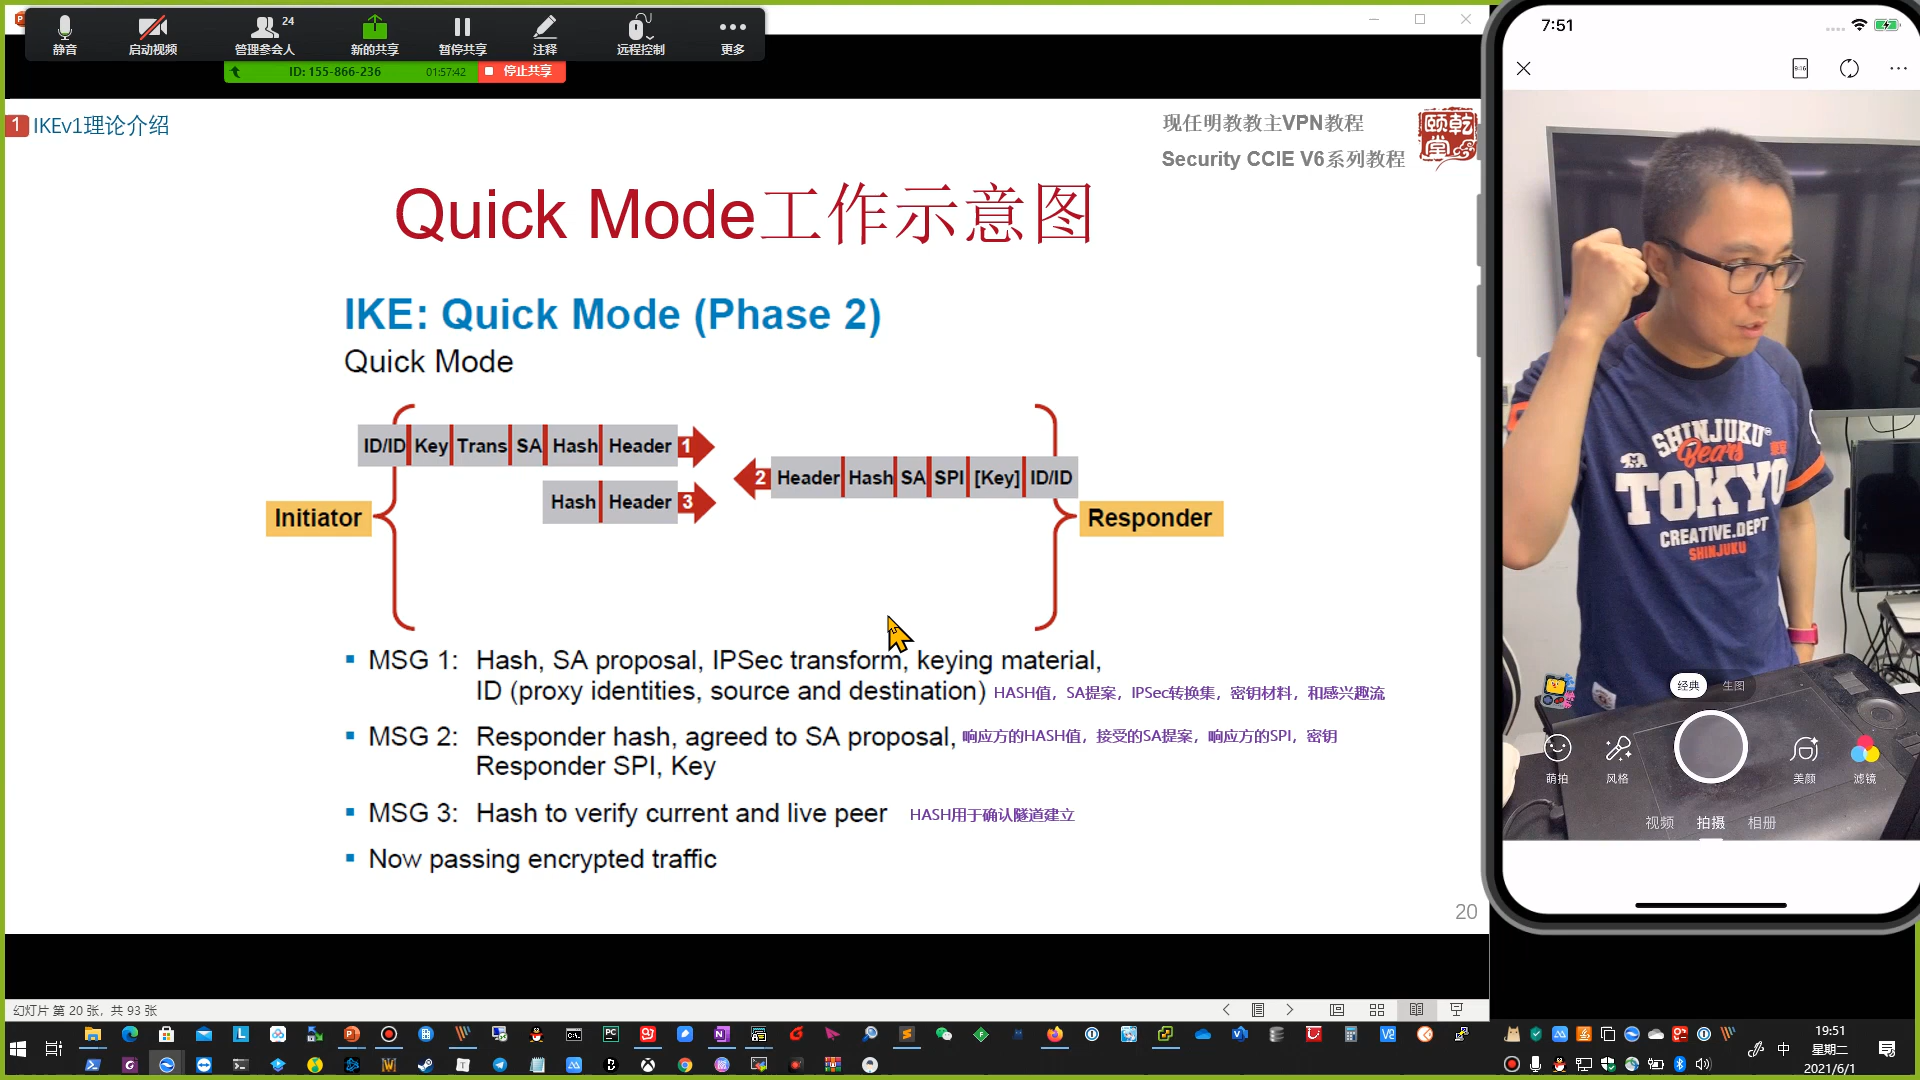 静音
启动视频
管理参会人
24
新的共享
暂停共享
注释
远程控制
更多
ID: 155-866-236
01:57:42
停止共享
1 IKEv1理论介绍
现任明教教主VPN教程
Security CCIE V6系列教程
颐乾堂
Quick Mode工作示意图
IKE: Quick Mode (Phase 2)
Quick Mode
ID/ID Key Trans SA Hash Header 1
2 Header Hash SA SPI [Key] ID/ID
Hash Header 3
Initiator
Responder
MSG 1: Hash, SA proposal, IPSec transform, keying material,
ID (proxy identities, source and destination) HASH值，SA提案，IPSec转换集，密钥材料，和感兴趣流
MSG 2: Responder hash, agreed to SA proposal, 响应方的HASH值，接受的SA提案，响应方的SPI，密钥
Responder SPI, Key
MSG 3: Hash to verify current and live peer HASH用于确认隧道建立
Now passing encrypted traffic
20
幻灯片 第 20 张，共 93 张
7:51
9:16
SHINJUKU
Bears
TOKYO
CREATIVE.DEPT
SHINJUKU
经典
生图
萌拍
风格
美颜
滤镜
视频
拍摄
相册
中
19:51
星期二
2021/6/1